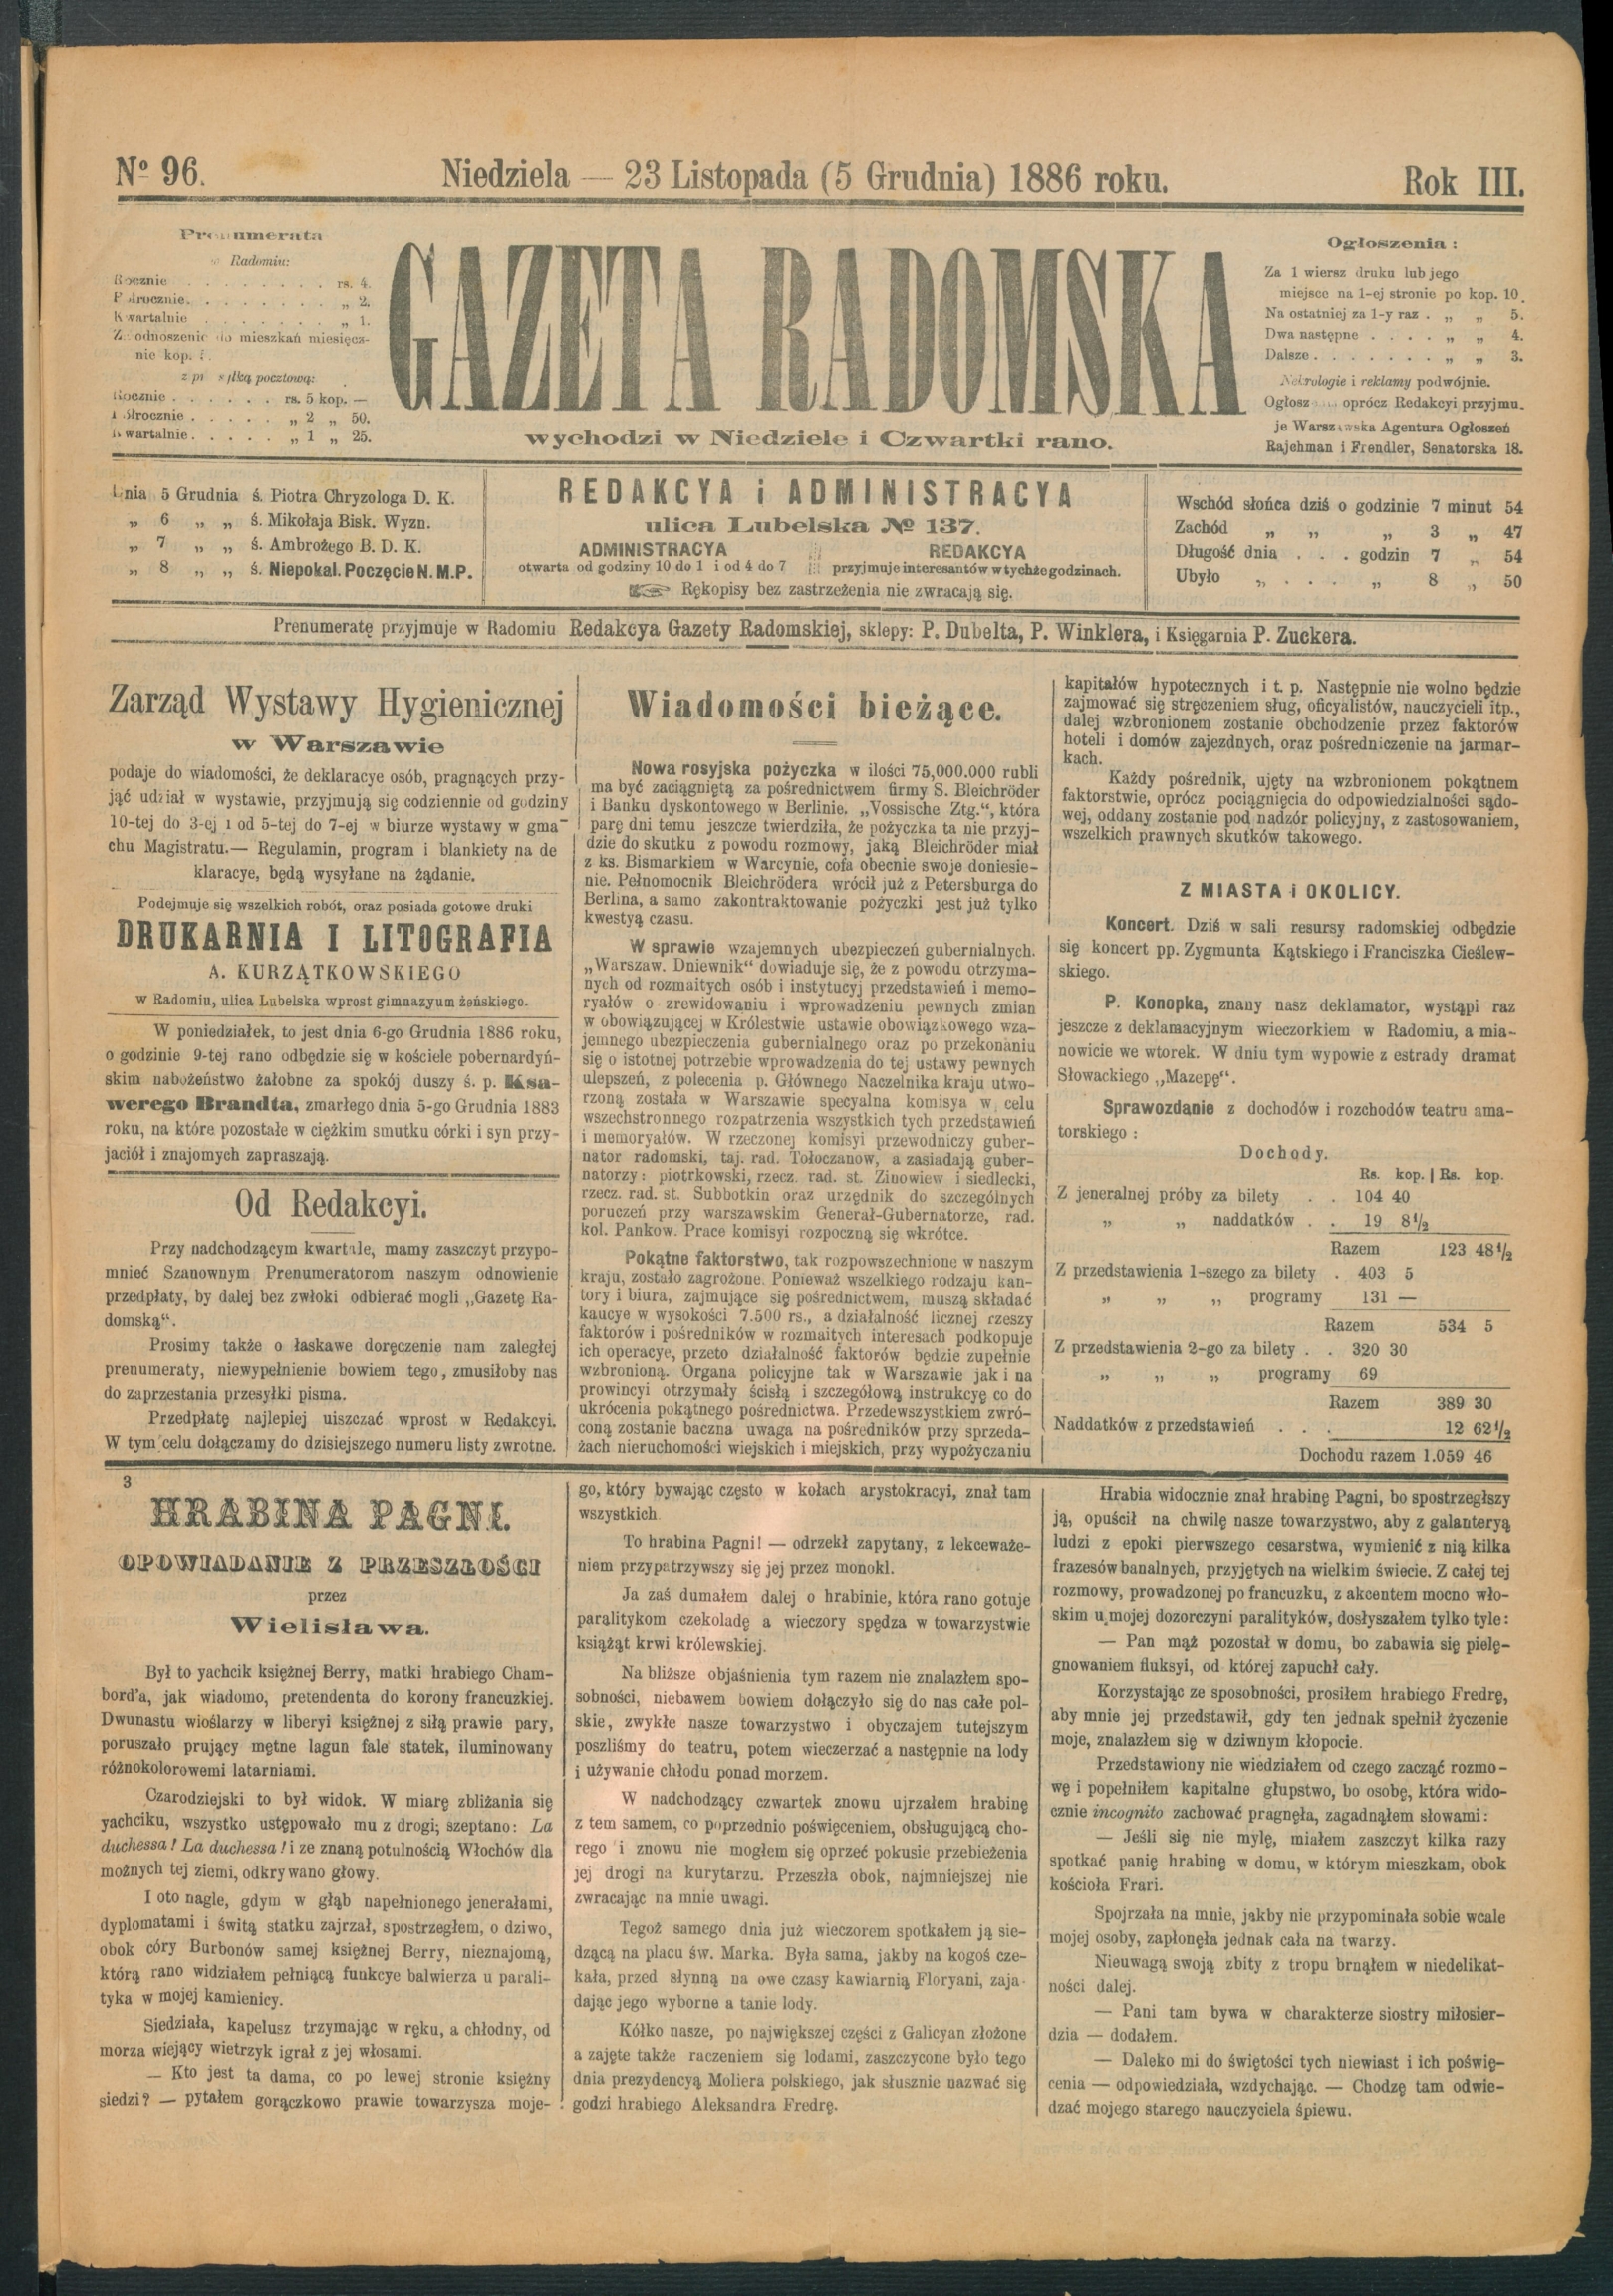 № 96.
Niedziela — 23 Listopada (5 Grudnia) 1886 roku.
Rok III.
Prenumerata
w Radomiu:
Rocznie . . . . . . . . . rs. 4.
Półrocznie. . . . . . . . „ 2.
Kwartalnie . . . . . . . „ 1.
Za odnoszenie do mieszkań miesięcz-
nie kop.
z przesyłką pocztową:
Rocznie . . . . . . rs. 5 kop. —
Półrocznie . . . . . „ 2 „ 50.
Kwartalnie . . . . . „ 1 „ 25.
GAZETA RADOMSKA
wychodzi w Niedziele i Czwartki rano.
Ogłoszenia :
Za 1 wiersz druku lub jego
miejsce na 1-ej stronie po kop. 10.
Na ostatniej za 1-y raz . „ „ 5.
Dwa następne . . . . „ „ 4.
Dalsze . . . . . . . „ „ 3.
Nekrologie i reklamy podwójnie.
Ogłoszenia oprócz Redakcyi przyjmu.
je Warszawska Agentura Ogłoszeń
Rajchman i Frendler, Senatorska 18.
Dnia 5 Grudnia ś. Piotra Chryzologa D. K.
„ 6 „ „ ś. Mikołaja Bisk. Wyzn.
„ 7 „ „ ś. Ambrożego B. D. K.
„ 8 „ „ ś. Niepokal. Poczęcie N. M. P.
REDAKCYA i ADMINISTRACYA
ulica Lubelska № 137.
ADMINISTRACYA
otwarta od godziny 10 do 1 i od 4 do 7
REDAKCYA
przyjmuje interesantów w tychże godzinach.
Rękopisy bez zastrzeżenia nie zwracają się.
Wschód słońca dziś o godzinie 7 minut 54
Zachód „ „ „ 3 „ 47
Długość dnia . . . godzin 7 „ 54
Ubyło „ . . . „ 8 „ 50
Prenumeratę przyjmuje w Radomiu Redakcya Gazety Radomskiej, sklepy: P. Dubelta, P. Winklera, i Księgarnia P. Zuckera.
Zarząd Wystawy Hygienicznej
w Warszawie
podaje do wiadomości, że deklaracye osób, pragnących przy-
jąć udział w wystawie, przyjmują się codziennie od godziny
10-tej do 3-ej i od 5-tej do 7-ej w biurze wystawy w gma-
chu Magistratu.— Regulamin, program i blankiety na de
klaracye, będą wysyłane na żądanie.
Podejmuje się wszelkich robót, oraz posiada gotowe druki
DRUKARNIA I LITOGRAFIA
A. KURZĄTKOWSKIEGO
w Radomiu, ulica Lubelska wprost gimnazyum żeńskiego.
W poniedziałek, to jest dnia 6-go Grudnia 1886 roku,
o godzinie 9-tej rano odbędzie się w kościele pobernardyń-
skim nabożeństwo żałobne za spokój duszy ś. p. Ksa-
werego Brandta, zmarłego dnia 5-go Grudnia 1883
roku, na które pozostałe w ciężkim smutku córki i syn przy-
jaciół i znajomych zapraszają.
Od Redakcyi.
Przy nadchodzącym kwartale, mamy zaszczyt przypo-
mnieć Szanownym Prenumeratorom naszym odnowienie
przedpłaty, by dalej bez zwłoki odbierać mogli „Gazetę Ra-
domską“.
Prosimy także o łaskawe doręczenie nam zaległej
prenumeraty, niewypełnienie bowiem tego, zmusiłoby nas
do zaprzestania przesyłki pisma.
Przedpłatę najlepiej uiszczać wprost w Redakcyi.
W tym celu dołączamy do dzisiejszego numeru listy zwrotne.
Wiadomości bieżące.
Nowa rosyjska pożyczka w ilości 75,000.000 rubli
ma być zaciągniętą za pośrednictwem firmy S. Bleichröder
i Banku dyskontowego w Berlinie. „Vossische Ztg.“, która
parę dni temu jeszcze twierdziła, że pożyczka ta nie przyj-
dzie do skutku z powodu rozmowy, jaką Bleichröder miał
z ks. Bismarkiem w Warcynie, cofa obecnie swoje doniesie-
nie. Pełnomocnik Bleichrödera wrócił już z Petersburga do
Berlina, a samo zakontraktowanie pożyczki jest już tylko
kwestyą czasu.
W sprawie wzajemnych ubezpieczeń gubernialnych.
„Warszaw. Dniewnik“ dowiaduje się, że z powodu otrzyma-
nych od rozmaitych osób i instytucyj przedstawień i memo-
ryałów o zrewidowaniu i wprowadzeniu pewnych zmian
w obowiązującej w Królestwie ustawie obowiązkowego wza-
jemnego ubezpieczenia gubernialnego oraz po przekonaniu
się o istotnej potrzebie wprowadzenia do tej ustawy pewnych
ulepszeń, z polecenia p. Głównego Naczelnika kraju utwo-
rzoną została w Warszawie specyalna komisya w celu
wszechstronnego rozpatrzenia wszystkich tych przedstawień
i memoryałów. W rzeczonej komisyi przewodniczy guber-
nator radomski, taj. rad. Tołoczanow, a zasiadają guber-
natorzy: piotrkowski, rzecz. rad. st. Zinowiew i siedlecki,
rzecz. rad. st. Subbotkin oraz urzędnik do szczególnych
poruczeń przy warszawskim Generał-Gubernatorze, rad.
kol. Pankow. Prace komisyi rozpoczną się wkrótce.
Pokątne faktorstwo, tak rozpowszechnione w naszym
kraju, zostało zagrożone. Ponieważ wszelkiego rodzaju kan-
tory i biura, zajmujące się pośrednictwem, muszą składać
kaucye w wysokości 7.500 rs., a działalność licznej rzeszy
faktorów i pośredników w rozmaitych interesach podkopuje
ich operacye, przeto działalność faktorów będzie zupełnie
wzbronioną. Organa policyjne tak w Warszawie jak i na
prowincyi otrzymały ścisłą i szczegółową instrukcyę co do
ukrócenia pokątnego pośrednictwa. Przedewszystkiem zwró-
coną zostanie baczna uwaga na pośredników przy sprzeda-
żach nieruchomości wiejskich i miejskich, przy wypożyczaniu
kapitałów hypotecznych i t. p. Następnie nie wolno będzie
zajmować się stręczeniem sług, oficyalistów, nauczycieli itp.,
dalej wzbronionem zostanie obchodzenie przez faktorów
hoteli i domów zajezdnych, oraz pośredniczenie na jarmar-
kach.
Każdy pośrednik, ujęty na wzbronionem pokątnem
faktorstwie, oprócz pociągnięcia do odpowiedzialności sądo-
wej, oddany zostanie pod nadzór policyjny, z zastosowaniem,
wszelkich prawnych skutków takowego.
Z MIASTA i OKOLICY.
Koncert. Dziś w sali resursy radomskiej odbędzie
się koncert pp. Zygmunta Kątskiego i Franciszka Cieślew-
skiego.
P. Konopka, znany nasz deklamator, wystąpi raz
jeszcze z deklamacyjnym wieczorkiem w Radomiu, a mia-
nowicie we wtorek. W dniu tym wypowie z estrady dramat
Słowackiego „Mazepę“.
Sprawozdanie z dochodów i rozchodów teatru ama-
torskiego :
Dochody.
Rs. kop. | Rs. kop.
Z jeneralnej próby za bilety . . 104 40
„ „ naddatków . . 19 8½
Razem 123 48½
Z przedstawienia 1-szego za bilety . 403 5
„ „ „ programy 131 —
Razem 534 5
Z przedstawienia 2-go za bilety . . 320 30
„ „ „ programy 69
Razem 389 30
Naddatków z przedstawień . . . 12 62½
Dochodu razem 1.059 46
3
HRABINA PAGNI.
OPOWIADANIE Z PRZESZŁOŚCI
przez
Wielisława.
Był to yachcik księżnej Berry, matki hrabiego Cham-
bord'a, jak wiadomo, pretendenta do korony francuzkiej.
Dwunastu wioślarzy w liberyi księżnej z siłą prawie pary,
poruszało prujący mętne lagun fale statek, iluminowany
różnokolorowemi latarniami.
Czarodziejski to był widok. W miarę zbliżania się
yachciku, wszystko ustępowało mu z drogi; szeptano: La
duchessa! La duchessa! i ze znaną potulnością Włochów dla
możnych tej ziemi, odkrywano głowy.
I oto nagle, gdym w głąb napełnionego jenerałami,
dyplomatami i świtą statku zajrzał, spostrzegłem, o dziwo,
obok córy Burbonów samej księżnej Berry, nieznajomą,
którą rano widziałem pełniącą funkcye balwierza u parali-
tyka w mojej kamienicy.
Siedziała, kapelusz trzymając w ręku, a chłodny, od
morza wiejący wietrzyk igrał z jej włosami.
— Kto jest ta dama, co po lewej stronie księżny
siedzi? — pytałem gorączkowo prawie towarzysza moje-
go, który bywając często w kołach arystokracyi, znał tam
wszystkich.
To hrabina Pagni! — odrzekł zapytany, z lekceważe-
niem przypatrzywszy się jej przez monokl.
Ja zaś dumałem dalej o hrabinie, która rano gotuje
paralitykom czekoladę a wieczory spędza w towarzystwie
książąt krwi królewskiej.
Na bliższe objaśnienia tym razem nie znalazłem spo-
sobności, niebawem bowiem dołączyło się do nas całe pol-
skie, zwykłe nasze towarzystwo i obyczajem tutejszym
poszliśmy do teatru, potem wieczerzać a następnie na lody
i używanie chłodu ponad morzem.
W nadchodzący czwartek znowu ujrzałem hrabinę
z tem samem, co poprzednio poświęceniem, obsługującą cho-
rego i znowu nie mogłem się oprzeć pokusie przebieżenia
jej drogi na kurytarzu. Przeszła obok, najmniejszej nie
zwracając na mnie uwagi.
Tegoż samego dnia już wieczorem spotkałem ją sie-
dzącą na placu św. Marka. Była sama, jakby na kogoś cze-
kała, przed słynną na owe czasy kawiarnią Floryani, zaja-
dając jego wyborne a tanie lody.
Kółko nasze, po największej części z Galicyan złożone
a zajęte także raczeniem się lodami, zaszczycone było tego
dnia prezydencyą Moliera polskiego, jak słusznie nazwać się
godzi hrabiego Aleksandra Fredrę.
Hrabia widocznie znał hrabinę Pagni, bo spostrzegłszy
ją, opuścił na chwilę nasze towarzystwo, aby z galanteryą
ludzi z epoki pierwszego cesarstwa, wymienić z nią kilka
frazesów banalnych, przyjętych na wielkim świecie. Z całej tej
rozmowy, prowadzonej po francuzku, z akcentem mocno wło-
skim u mojej dozorczyni paralityków, dosłyszałem tylko tyle:
— Pan mąż pozostał w domu, bo zabawia się pielę-
gnowaniem fluksyi, od której zapuchł cały.
Korzystając ze sposobności, prosiłem hrabiego Fredrę,
aby mnie jej przedstawił, gdy ten jednak spełnił życzenie
moje, znalazłem się w dziwnym kłopocie.
Przedstawiony nie wiedziałem od czego zacząć rozmo-
wę i popełniłem kapitalne głupstwo, bo osobę, która wido-
cznie incognito zachować pragnęła, zagadnąłem słowami:
— Jeśli się nie mylę, miałem zaszczyt kilka razy
spotkać panię hrabinę w domu, w którym mieszkam, obok
kościoła Frari.
Spojrzała na mnie, jakby nie przypominała sobie wcale
mojej osoby, zapłonęła jednak cała na twarzy.
Nieuwagą swoją zbity z tropu brnąłem w niedelikat-
ności dalej.
— Pani tam bywa w charakterze siostry miłosier-
dzia — dodałem.
— Daleko mi do świętości tych niewiast i ich poświę-
cenia — odpowiedziała, wzdychając. — Chodzę tam odwie-
dzać mojego starego nauczyciela śpiewu.